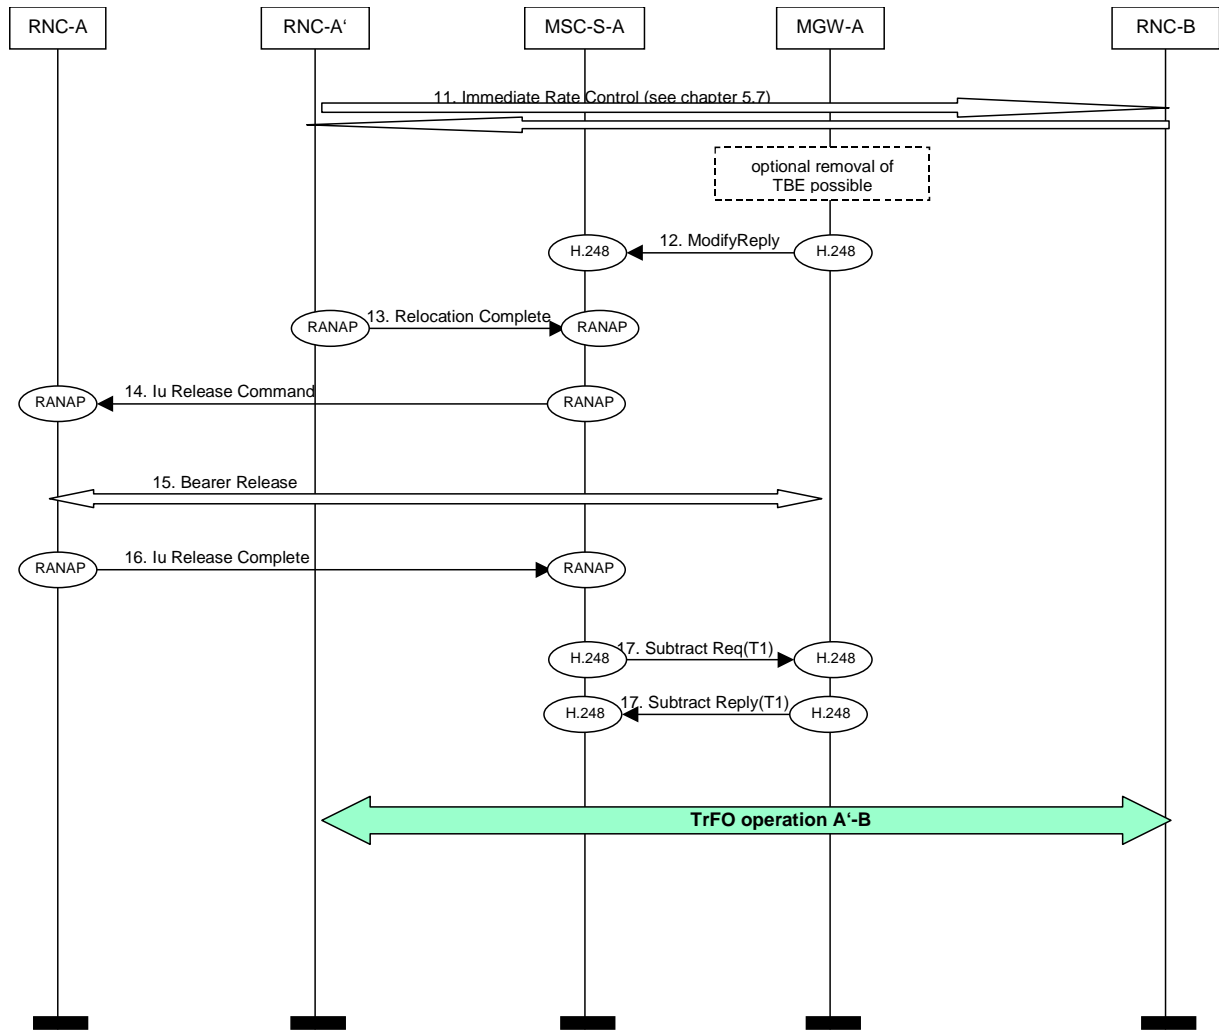 RNC-A
RNC-A‘
MSC-S-A
MGW-A
RNC-B
11. Immediate Rate Control (see chapter 5.7)
optional removal of
TBE possible
H.248
12. ModifyReply
H.248
RANAP
13. Relocation Complete
RANAP
RANAP
14. Iu Release Command
RANAP
15. Bearer Release
RANAP
16. Iu Release Complete
RANAP
H.248
17. Subtract Req(T1)
H.248
H.248
17. Subtract Reply(T1)
H.248
TrFO operation A‘-B